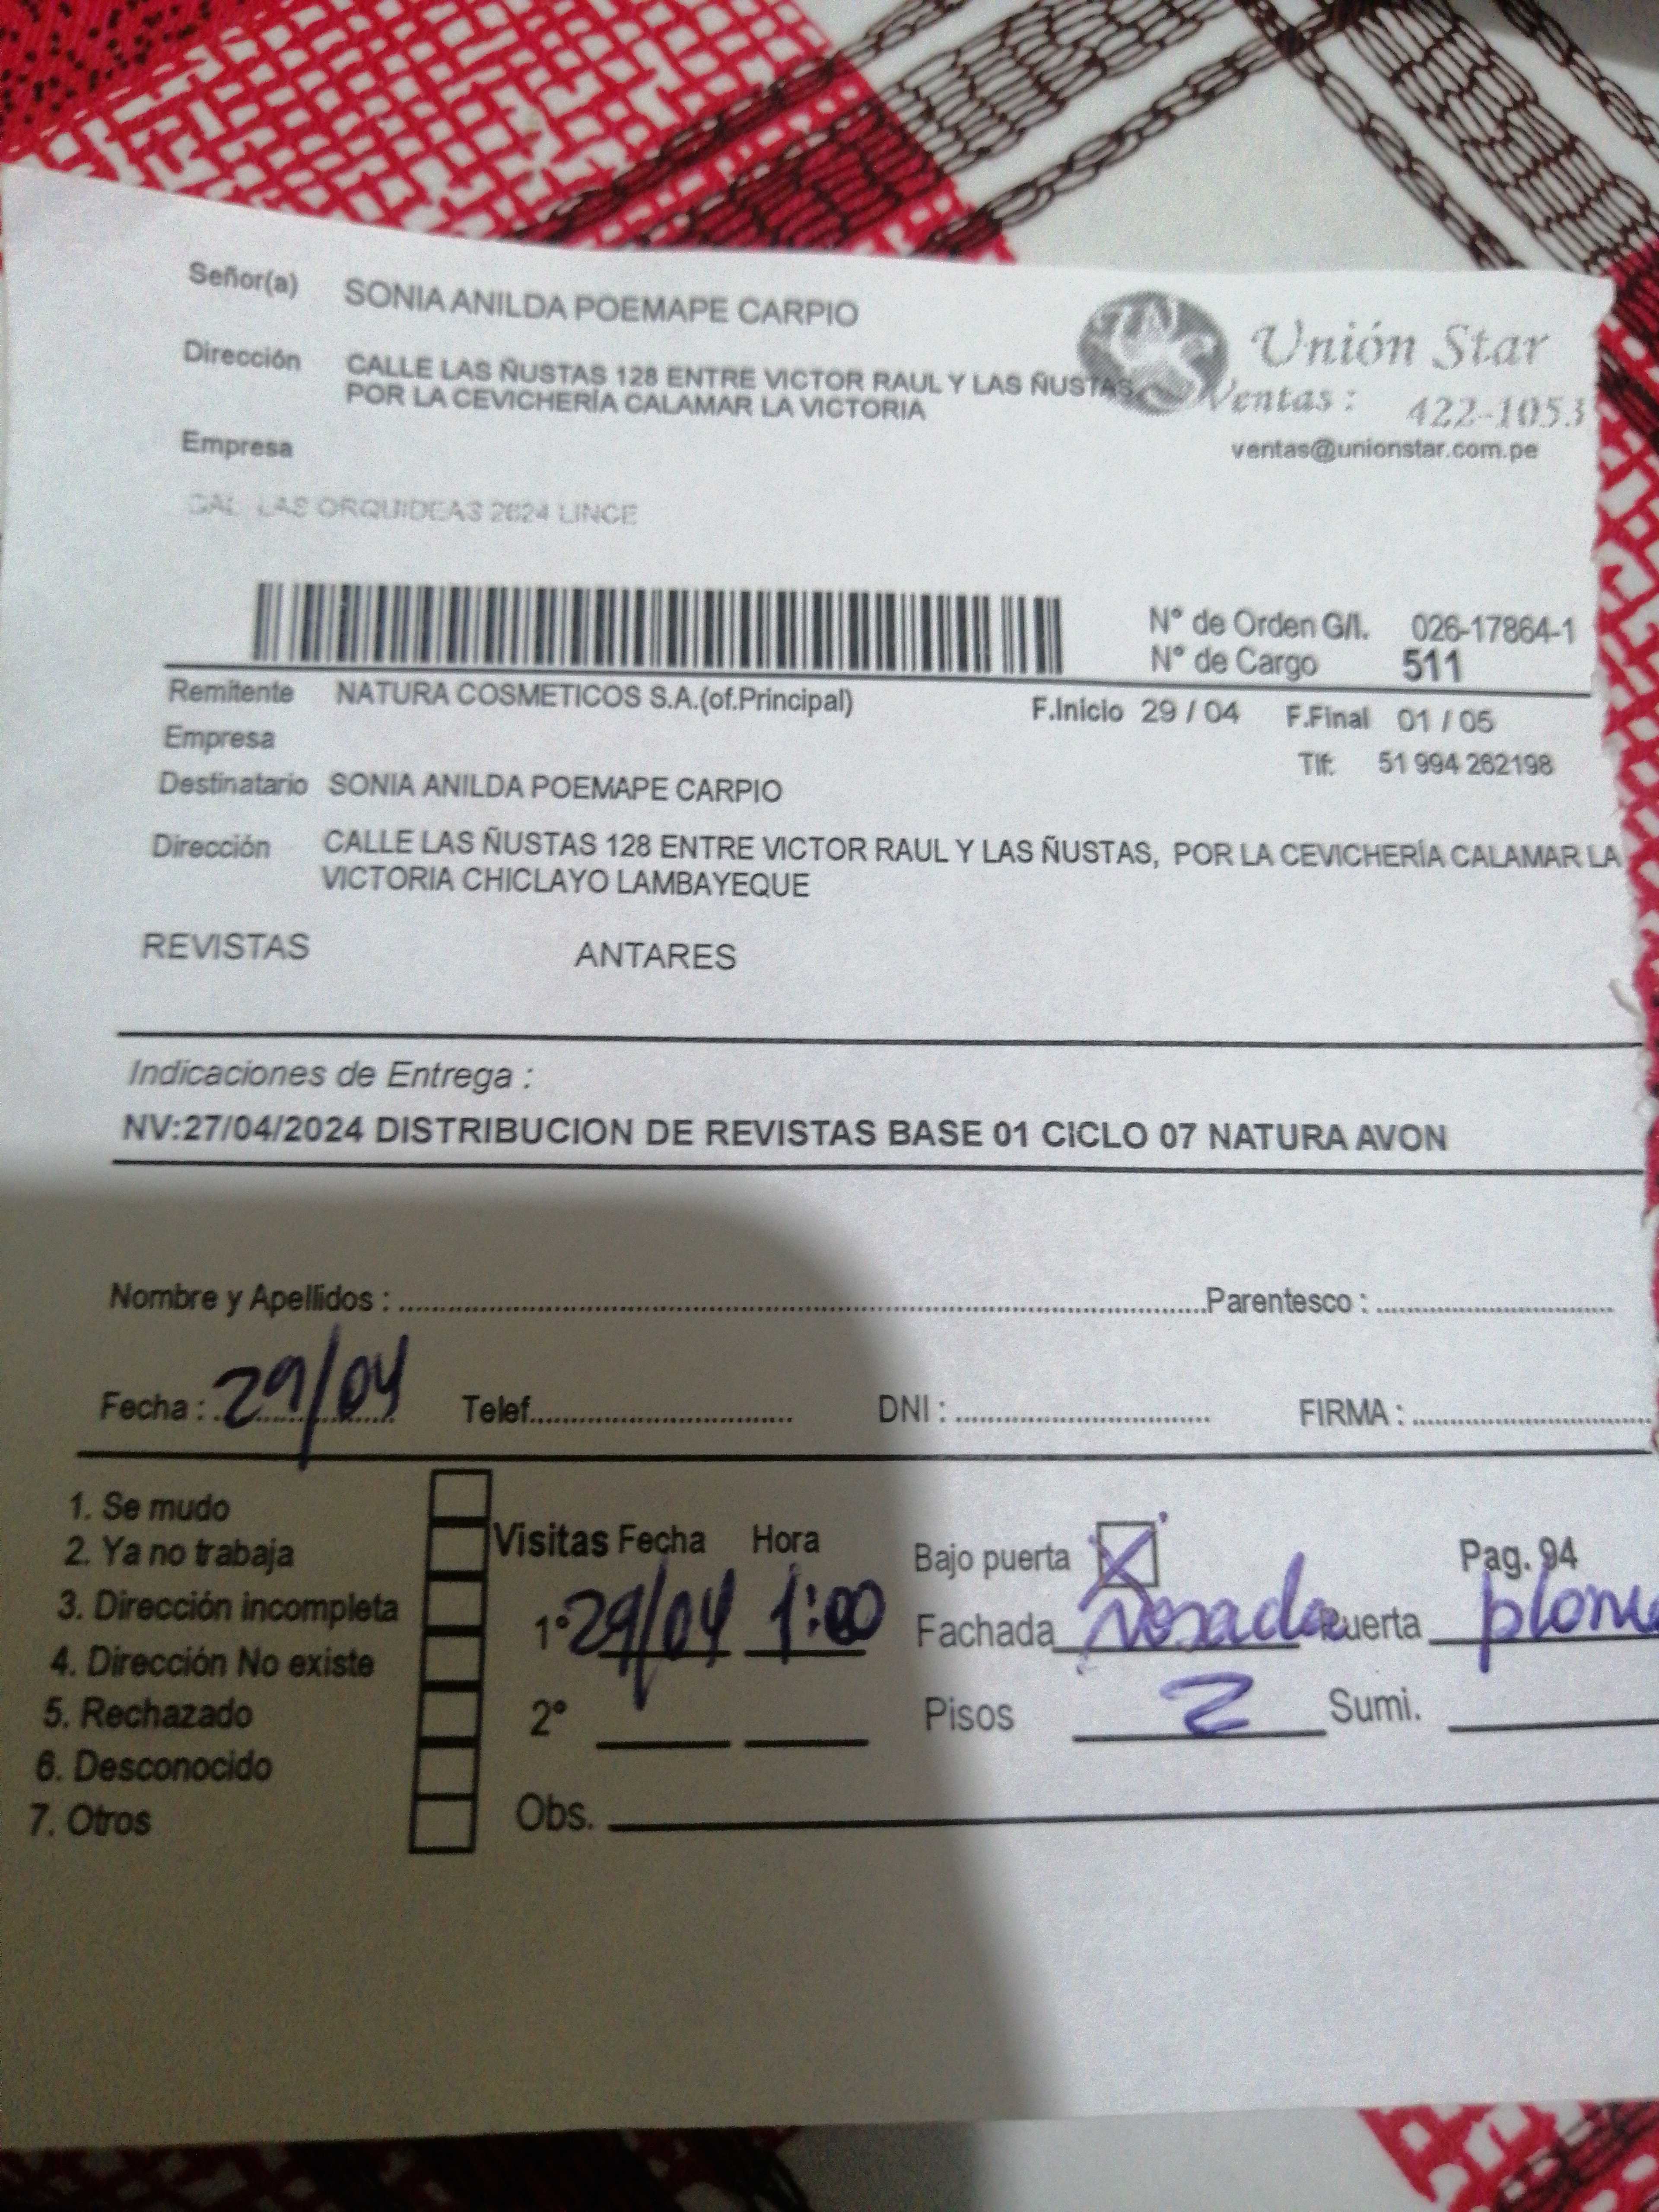 Señor(a) SONIA ANILDA POEMAPE CARPIO
Unión Star
Dirección CALLE LAS ÑUSTAS 128 ENTRE VICTOR RAUL Y LAS ÑUSTAS,
POR LA CEVICHERÍA CALAMAR LA VICTORIA
Ventas : 422-1053
Empresa
ventas@unionstar.com.pe
CAL LAS ORQUIDEAS 2624 LINCE
Nº de Orden G/I. 026-17864-1
Nº de Cargo 511
Remitente NATURA COSMETICOS S.A.(of.Principal) F.Inicio 29 / 04 F.Final 01 / 05
Empresa
Tlf: 51 994 262198
Destinatario SONIA ANILDA POEMAPE CARPIO
Dirección CALLE LAS ÑUSTAS 128 ENTRE VICTOR RAUL Y LAS ÑUSTAS, POR LA CEVICHERÍA CALAMAR LA
VICTORIA CHICLAYO LAMBAYEQUE
REVISTAS ANTARES
Indicaciones de Entrega :
NV:27/04/2024 DISTRIBUCION DE REVISTAS BASE 01 CICLO 07 NATURA AVON
Nombre y Apellidos : Parentesco :
Fecha : 29/04 Telef. DNI : FIRMA :
1. Se mudo
2. Ya no trabaja
3. Dirección incompleta
4. Dirección No existe
5. Rechazado
6. Desconocido
7. Otros
Visitas Fecha Hora
1º 29/04 1:00
2º
Obs.
Bajo puerta X Pag. 94
Fachada rosada Puerta plom
Pisos 2 Sumi.